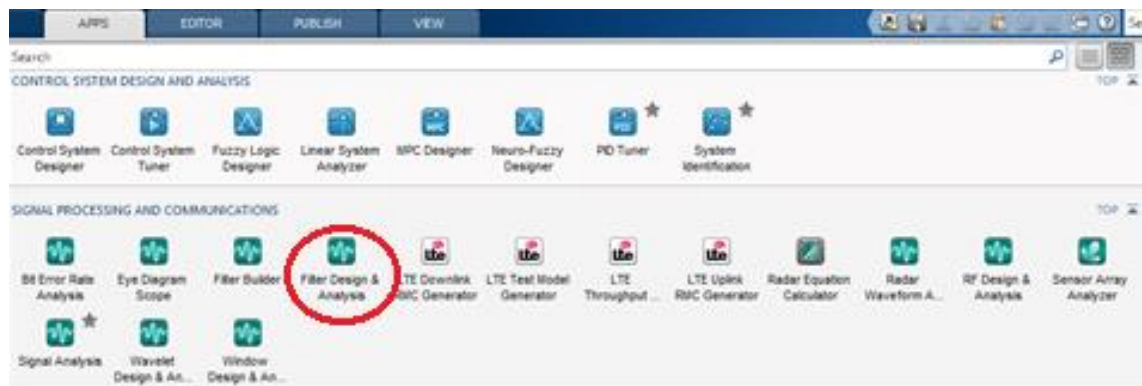 APPS EDITOR PUBLISH VIEW Se
Search
CONTROL SYSTEM DESIGN AND ANALYSIS TOP
Control System Control System Fuzzy Logic Linear System MPC Designer Neuro-Fuzzy PID Tuner System
Designer Tuner Designer Analyzer Designer Identification
SIGNAL PROCESSING AND COMMUNICATIONS TOP
Bit Error Rate Eye Diagram Filter Builder Filter Design & LTE Downlink LTE Test Model LTE LTE Uplink Radar Equation Radar RF Design & Sensor Array
Analysis Scope Analysis RMC Generator Generator Throughput ... RMC Generator Calculator Waveform A... Analysis Analyzer
Signal Analysis Wavelet Window
Design & An... Design & An...